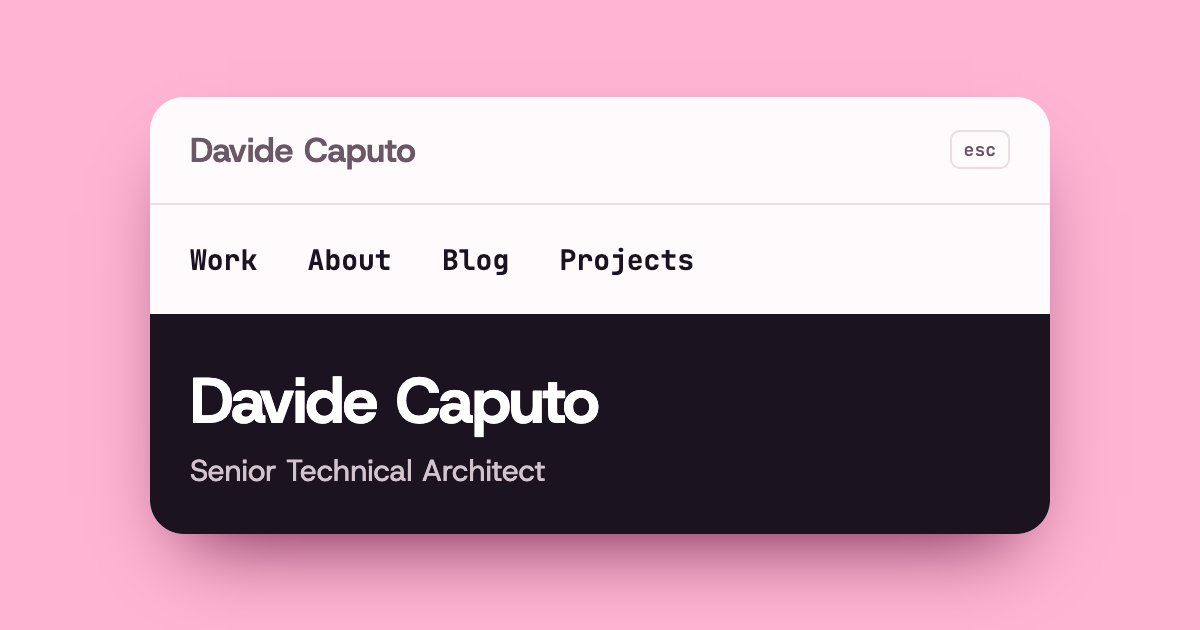 Davide Caputo
esc
Work About Blog Projects
Davide Caputo
Senior Technical Architect